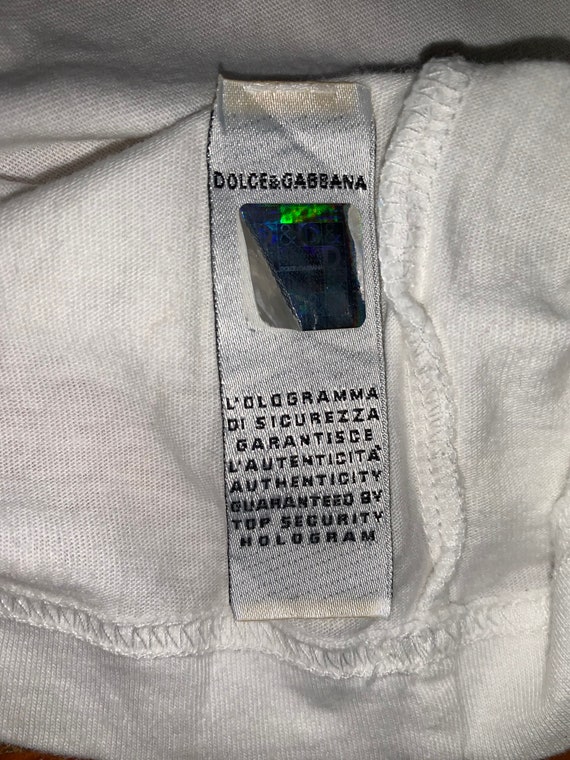 DOLCE&GABBANA
L'OLOGRAMMA
DI SICUREZZA
GARANTISCE
L'AUTENTICITÀ
AUTHENTICITY
GUARANTEED BY
TOP SECURITY
HOLOGRAM